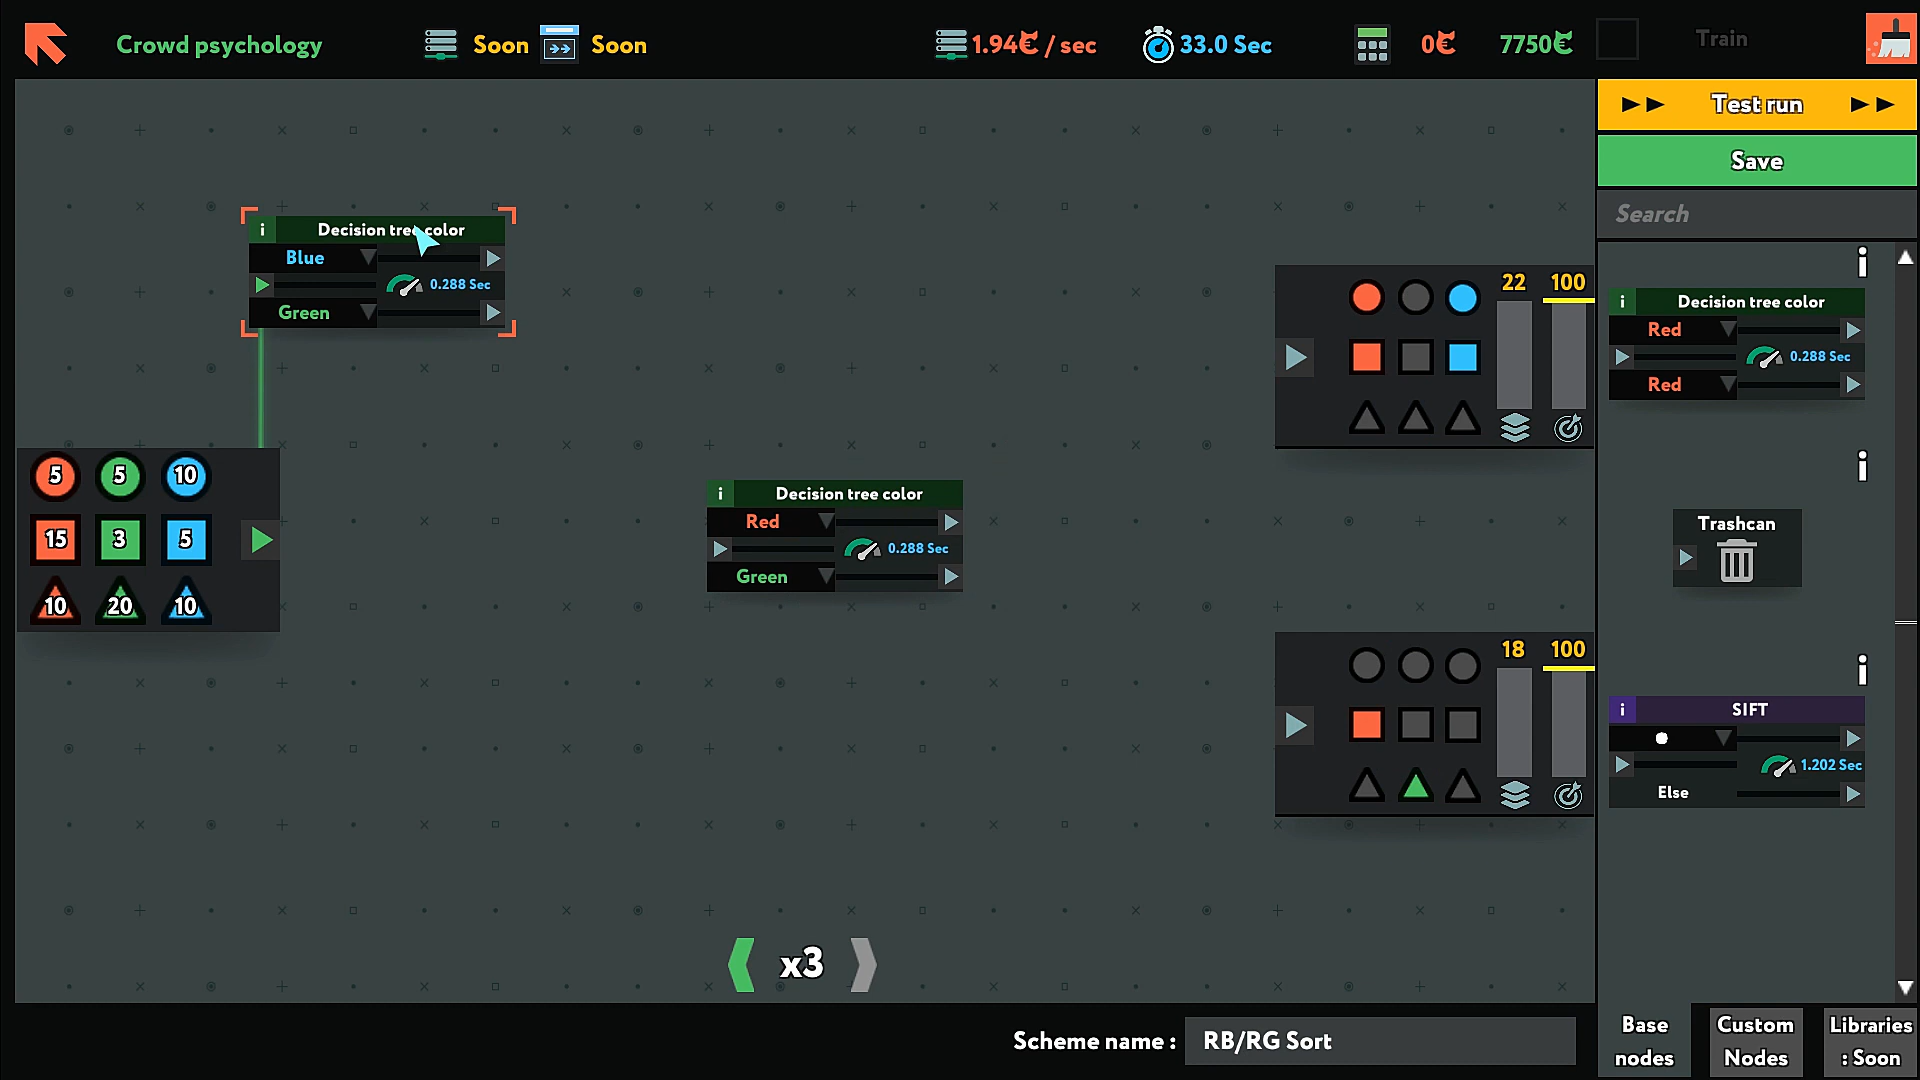 Crowd psychology
Soon
Soon
1.94€ / sec
33.0 Sec
0€
7750€
Train
Test run
Save
Search
i
Decision tree color
Blue
0.288 Sec
Green
5 5 10
15 3 5
10 20 10
i
Decision tree color
Red
0.288 Sec
Green
22 100
18 100
x3
i
i
Decision tree color
Red
0.288 Sec
Red
i
Trashcan
i
i
SIFT
1.202 Sec
Else
Scheme name :
RB/RG Sort
Base
nodes
Custom
Nodes
Libraries
: Soon